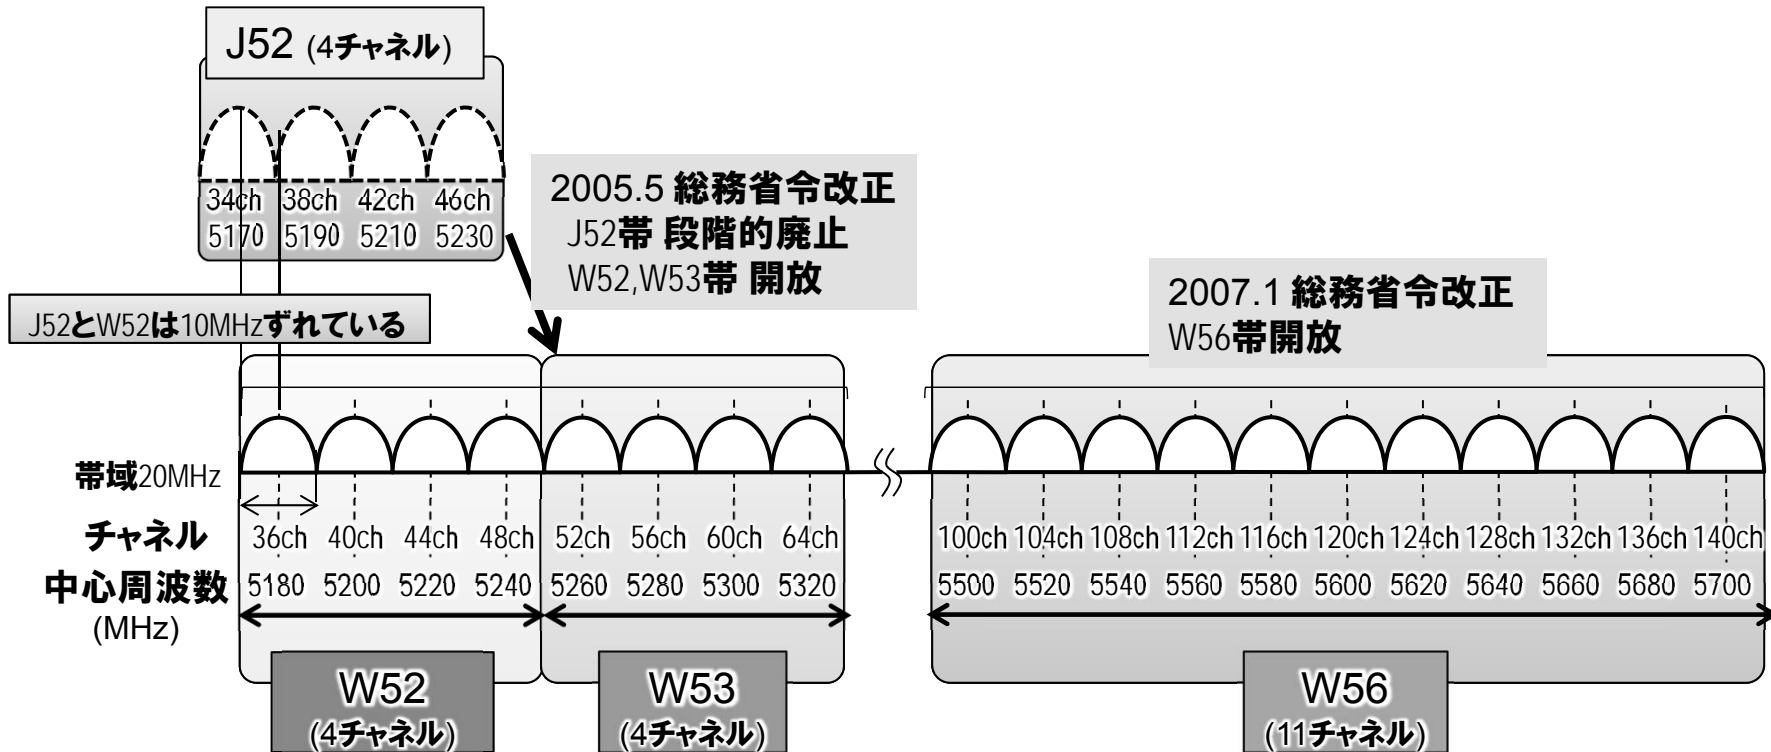 J52 (4チャネル)
34ch 38ch 42ch 46ch
5170 5190 5210 5230
2005.5 総務省令改正
J52帯 段階的廃止
W52,W53帯 開放
2007.1 総務省令改正
W56帯開放
J52とW52は10MHzずれている
帯域20MHz
チャネル 36ch 40ch 44ch 48ch 52ch 56ch 60ch 64ch 100ch 104ch 108ch 112ch 116ch 120ch 124ch 128ch 132ch 136ch 140ch
中心周波数 5180 5200 5220 5240 5260 5280 5300 5320 5500 5520 5540 5560 5580 5600 5620 5640 5660 5680 5700
(MHz)
W52
(4チャネル)
W53
(4チャネル)
W56
(11チャネル)